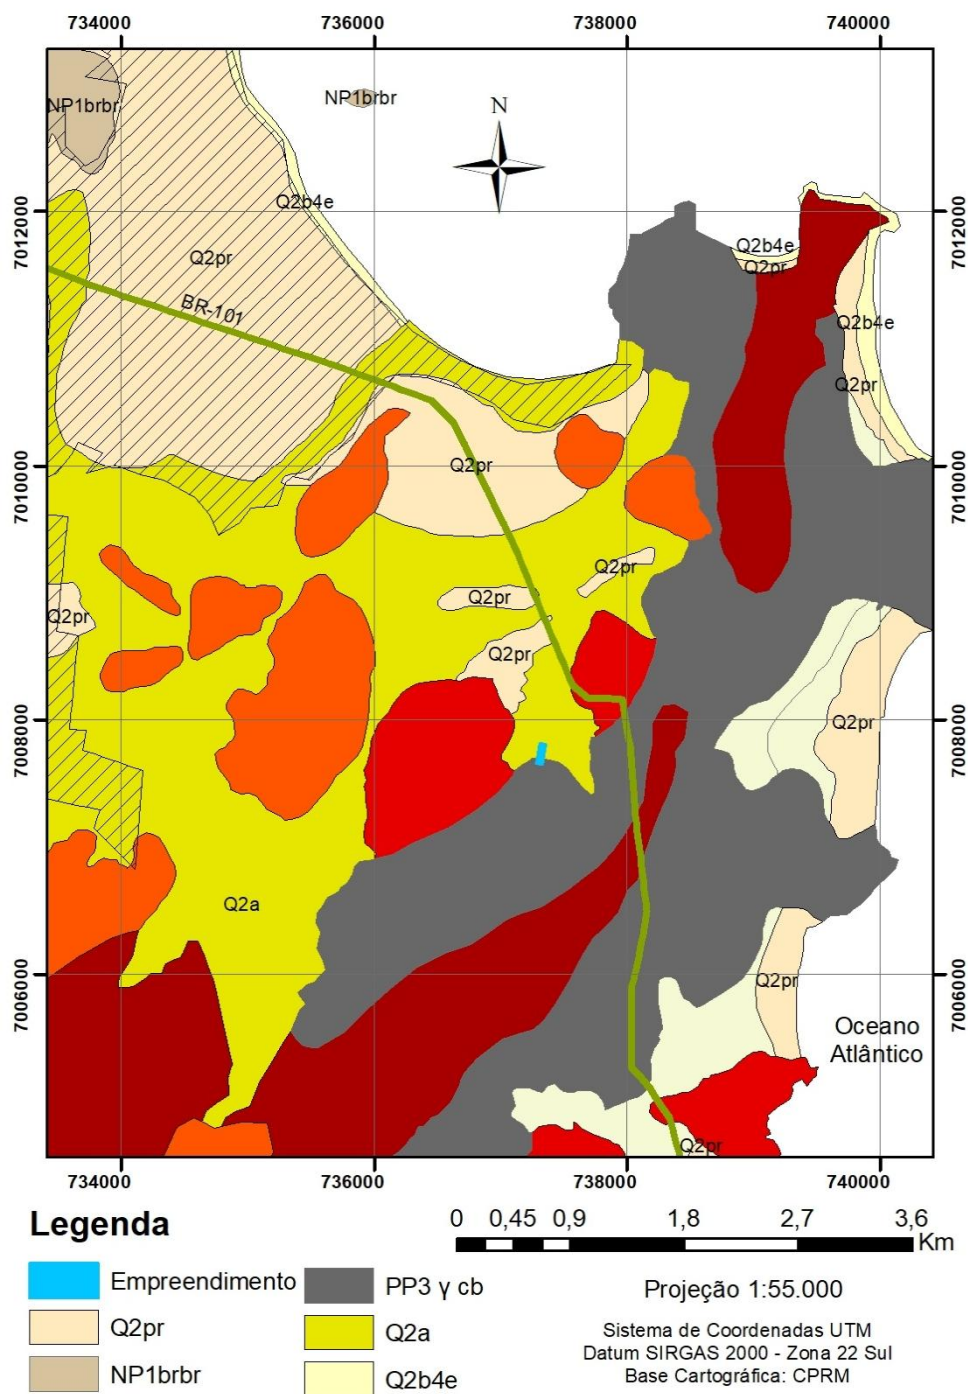 734000 736000 738000 740000
NP1brbr
NP1brbr
N
Q2b4e
7012000
7012000
Q2pr
Q2b4e
Q2pr
BR-101
Q2b4e
Q2pr
Q2pr
7010000
7010000
Q2pr
Q2pr
Q2pr
Q2pr
7008000
Q2pr
7008000
Q2a
7006000
Q2pr
7006000
Oceano
Atlântico
Q2pr
734000 736000 738000 740000
Legenda
0 0,45 0,9 1,8 2,7 3,6
Km
Empreendimento
Q2pr
NP1brbr
PP3 γ cb
Q2a
Q2b4e
Projeção 1:55.000
Sistema de Coordenadas UTM
Datum SIRGAS 2000 - Zona 22 Sul
Base Cartográfica: CPRM